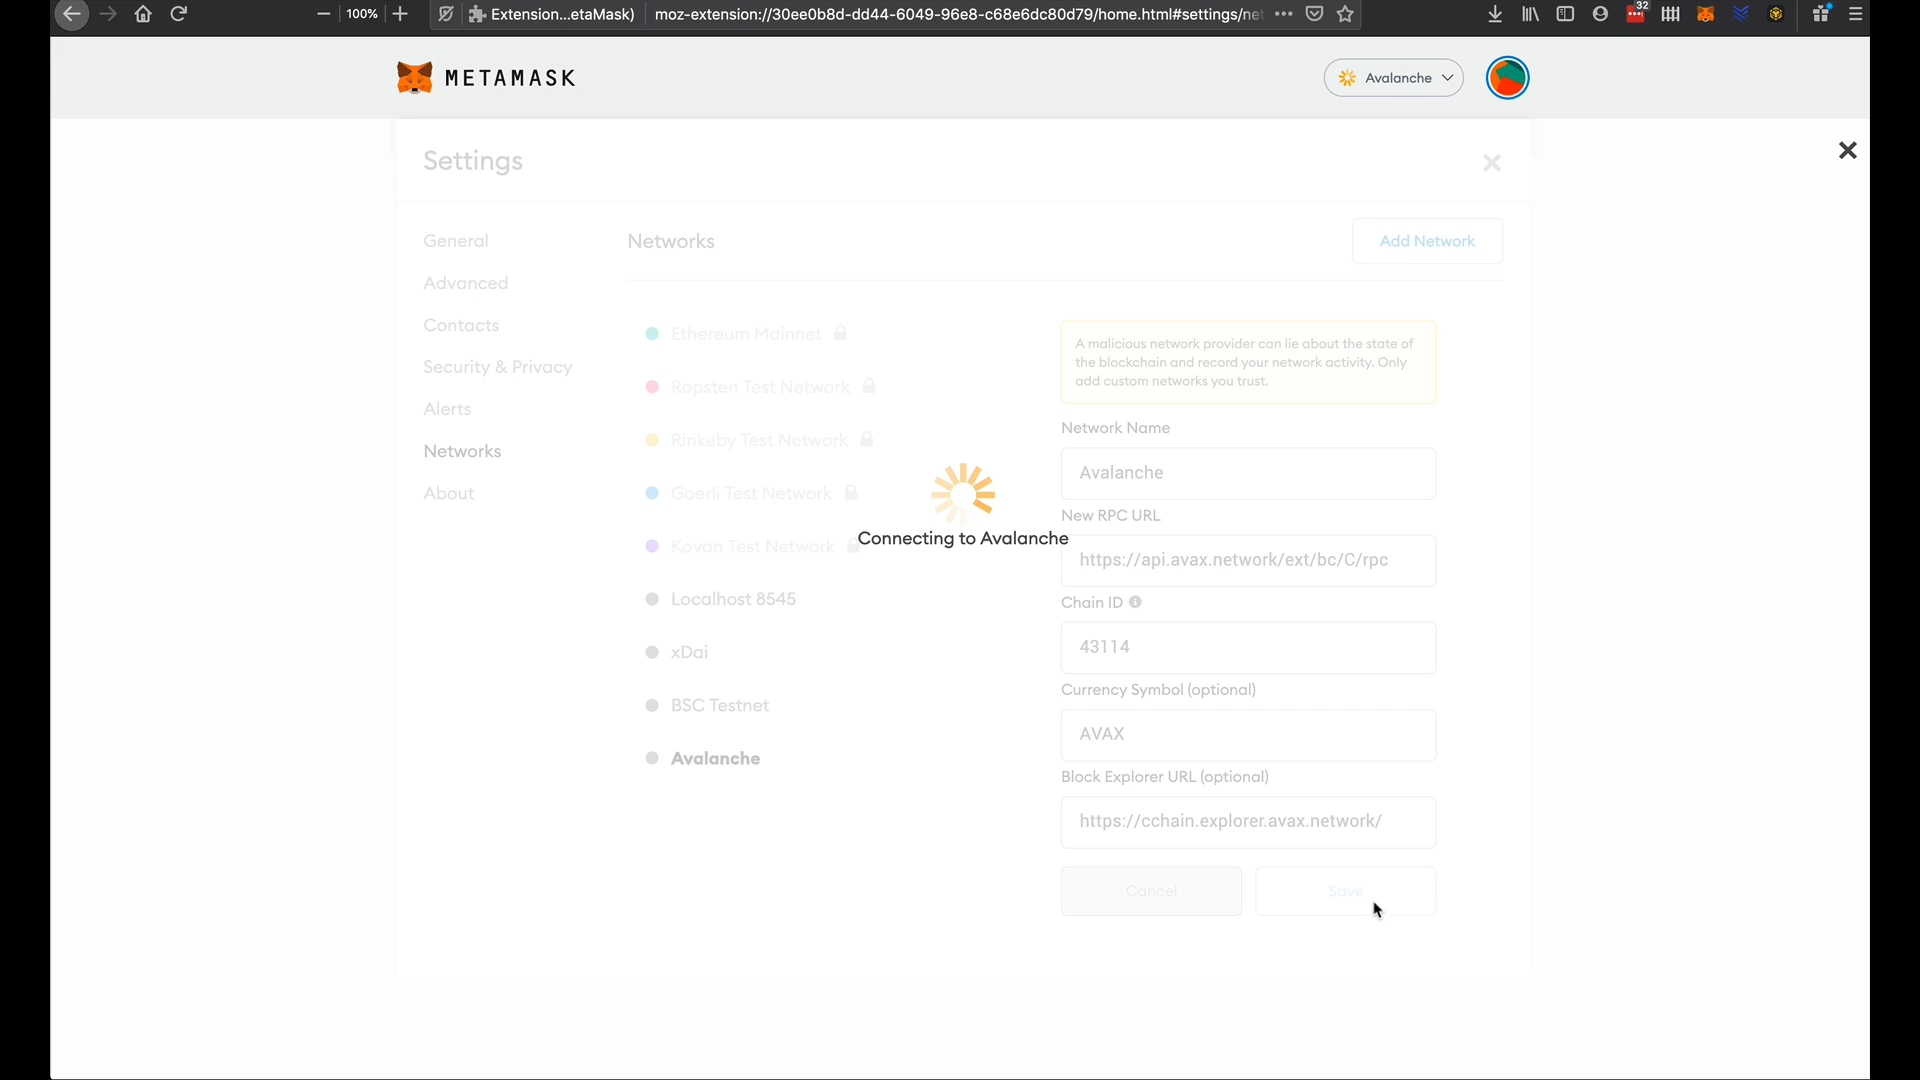 100%
Extension...etaMask)
moz-extension://30ee0b8d-dd44-6049-96e8-c68e6dc80d79/home.html#settings/net
32
METAMASK
Avalanche
Settings
General
Advanced
Contacts
Security & Privacy
Alerts
Networks
About
Networks
Add Network
Ethereum Mainnet
Ropsten Test Network
Rinkeby Test Network
Goerli Test Network
Kovan Test Network
Localhost 8545
xDai
BSC Testnet
Avalanche
Connecting to Avalanche
A malicious network provider can lie about the state of
the blockchain and record your network activity. Only
add custom networks you trust.
Network Name
Avalanche
New RPC URL
https://api.avax.network/ext/bc/C/rpc
Chain ID
43114
Currency Symbol (optional)
AVAX
Block Explorer URL (optional)
https://cchain.explorer.avax.network/
Cancel
Save